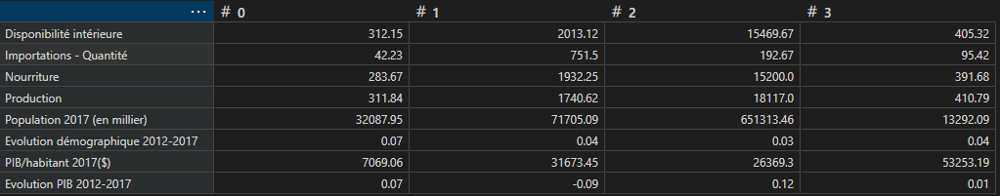 ... # 0 # 1 # 2 # 3
Disponibilité intérieure 312.15 2013.12 15469.67 405.32
Importations - Quantité 42.23 751.5 192.67 95.42
Nourriture 283.67 1932.25 15200.0 391.68
Production 311.84 1740.62 18117.0 410.79
Population 2017 (en millier) 32087.95 71705.09 651313.46 13292.09
Evolution démographique 2012-2017 0.07 0.04 0.03 0.04
PIB/habitant 2017($) 7069.06 31673.45 26369.3 53253.19
Evolution PIB 2012-2017 0.07 -0.09 0.12 0.01